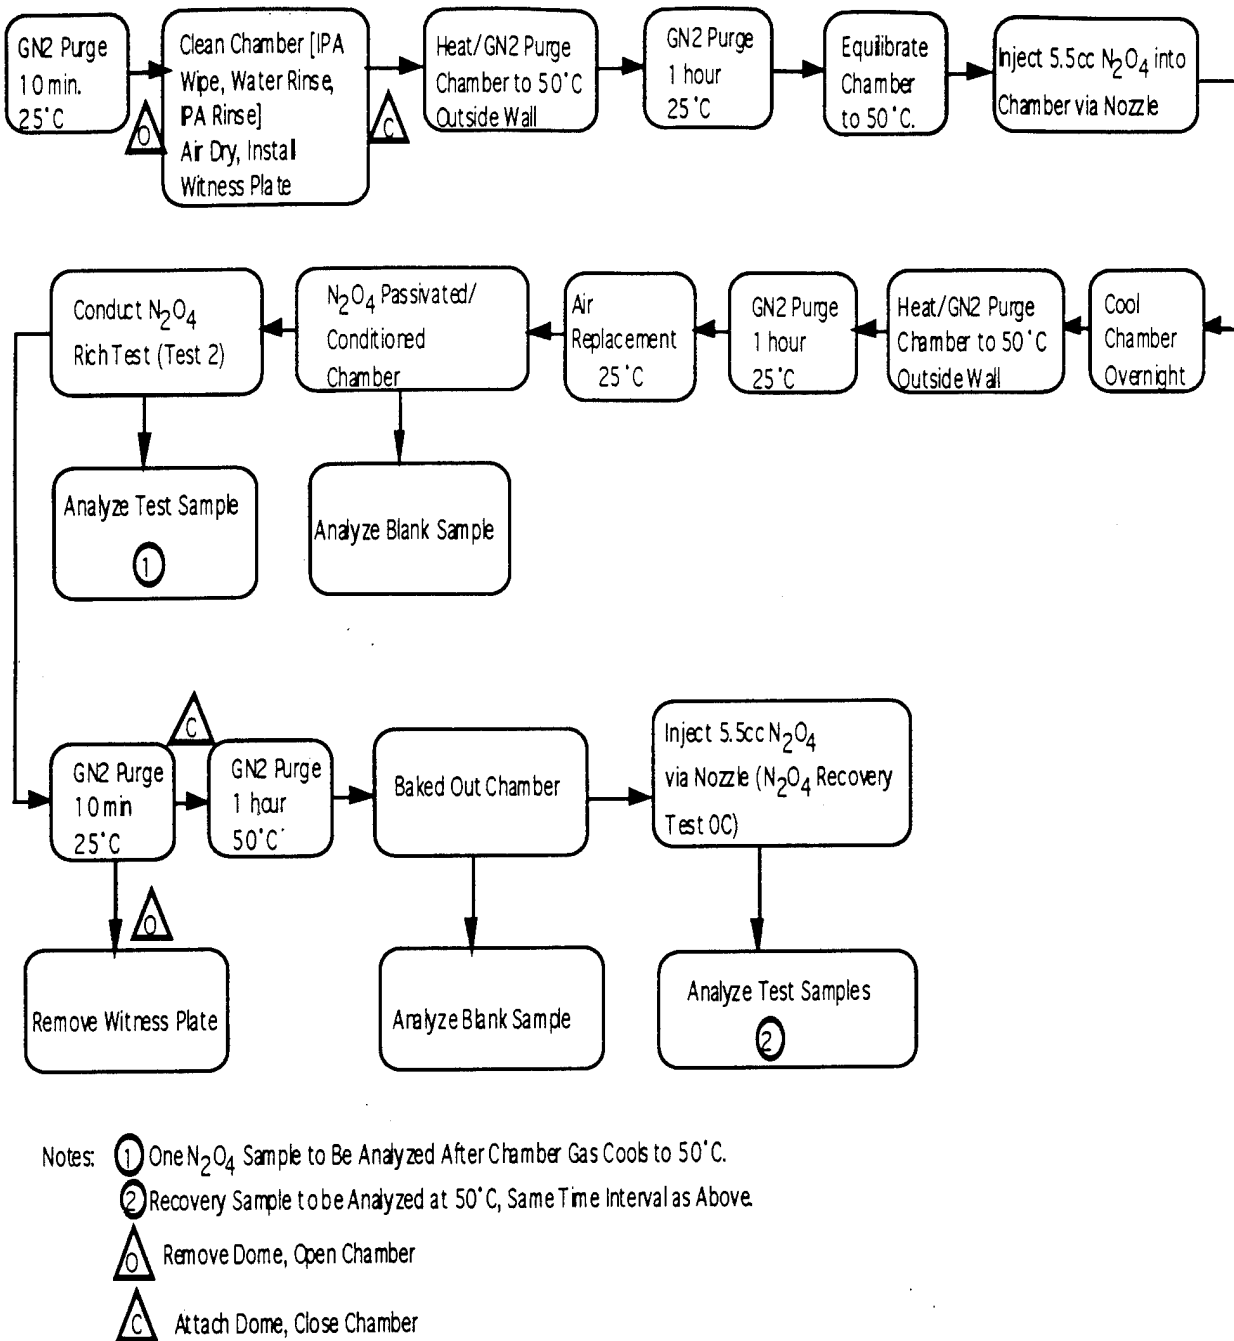 GN2 Purge
10 min.
25°C
O
Clean Chamber [IPA
Wipe, Water Rinse,
IPA Rinse]
Air Dry, Install
Witness Plate
C
Heat/GN2 Purge
Chamber to 50°C
Outside Wall
GN2 Purge
1 hour
25°C
Equilibrate
Chamber
to 50°C.
Inject 5.5cc N₂O₄ into
Chamber via Nozzle
Conduct N₂O₄
Rich Test (Test 2)
N₂O₄ Passivated/
Conditioned
Chamber
Air
Replacement
25°C
GN2 Purge
1 hour
25°C
Heat/GN2 Purge
Chamber to 50°C
Outside Wall
Cool
Chamber
Overnight
Analyze Test Sample
1
Analyze Blank Sample
GN2 Purge
10 min
25°C
C
GN2 Purge
1 hour
50°C
Baked Out Chamber
Inject 5.5cc N₂O₄
via Nozzle (N₂O₄ Recovery
Test 0C)
O
Remove Witness Plate
Analyze Blank Sample
Analyze Test Samples
2
Notes: 1 One N₂O₄ Sample to Be Analyzed After Chamber Gas Cools to 50°C.
2 Recovery Sample to be Analyzed at 50°C, Same Time Interval as Above.
O Remove Dome, Open Chamber
C Attach Dome, Close Chamber